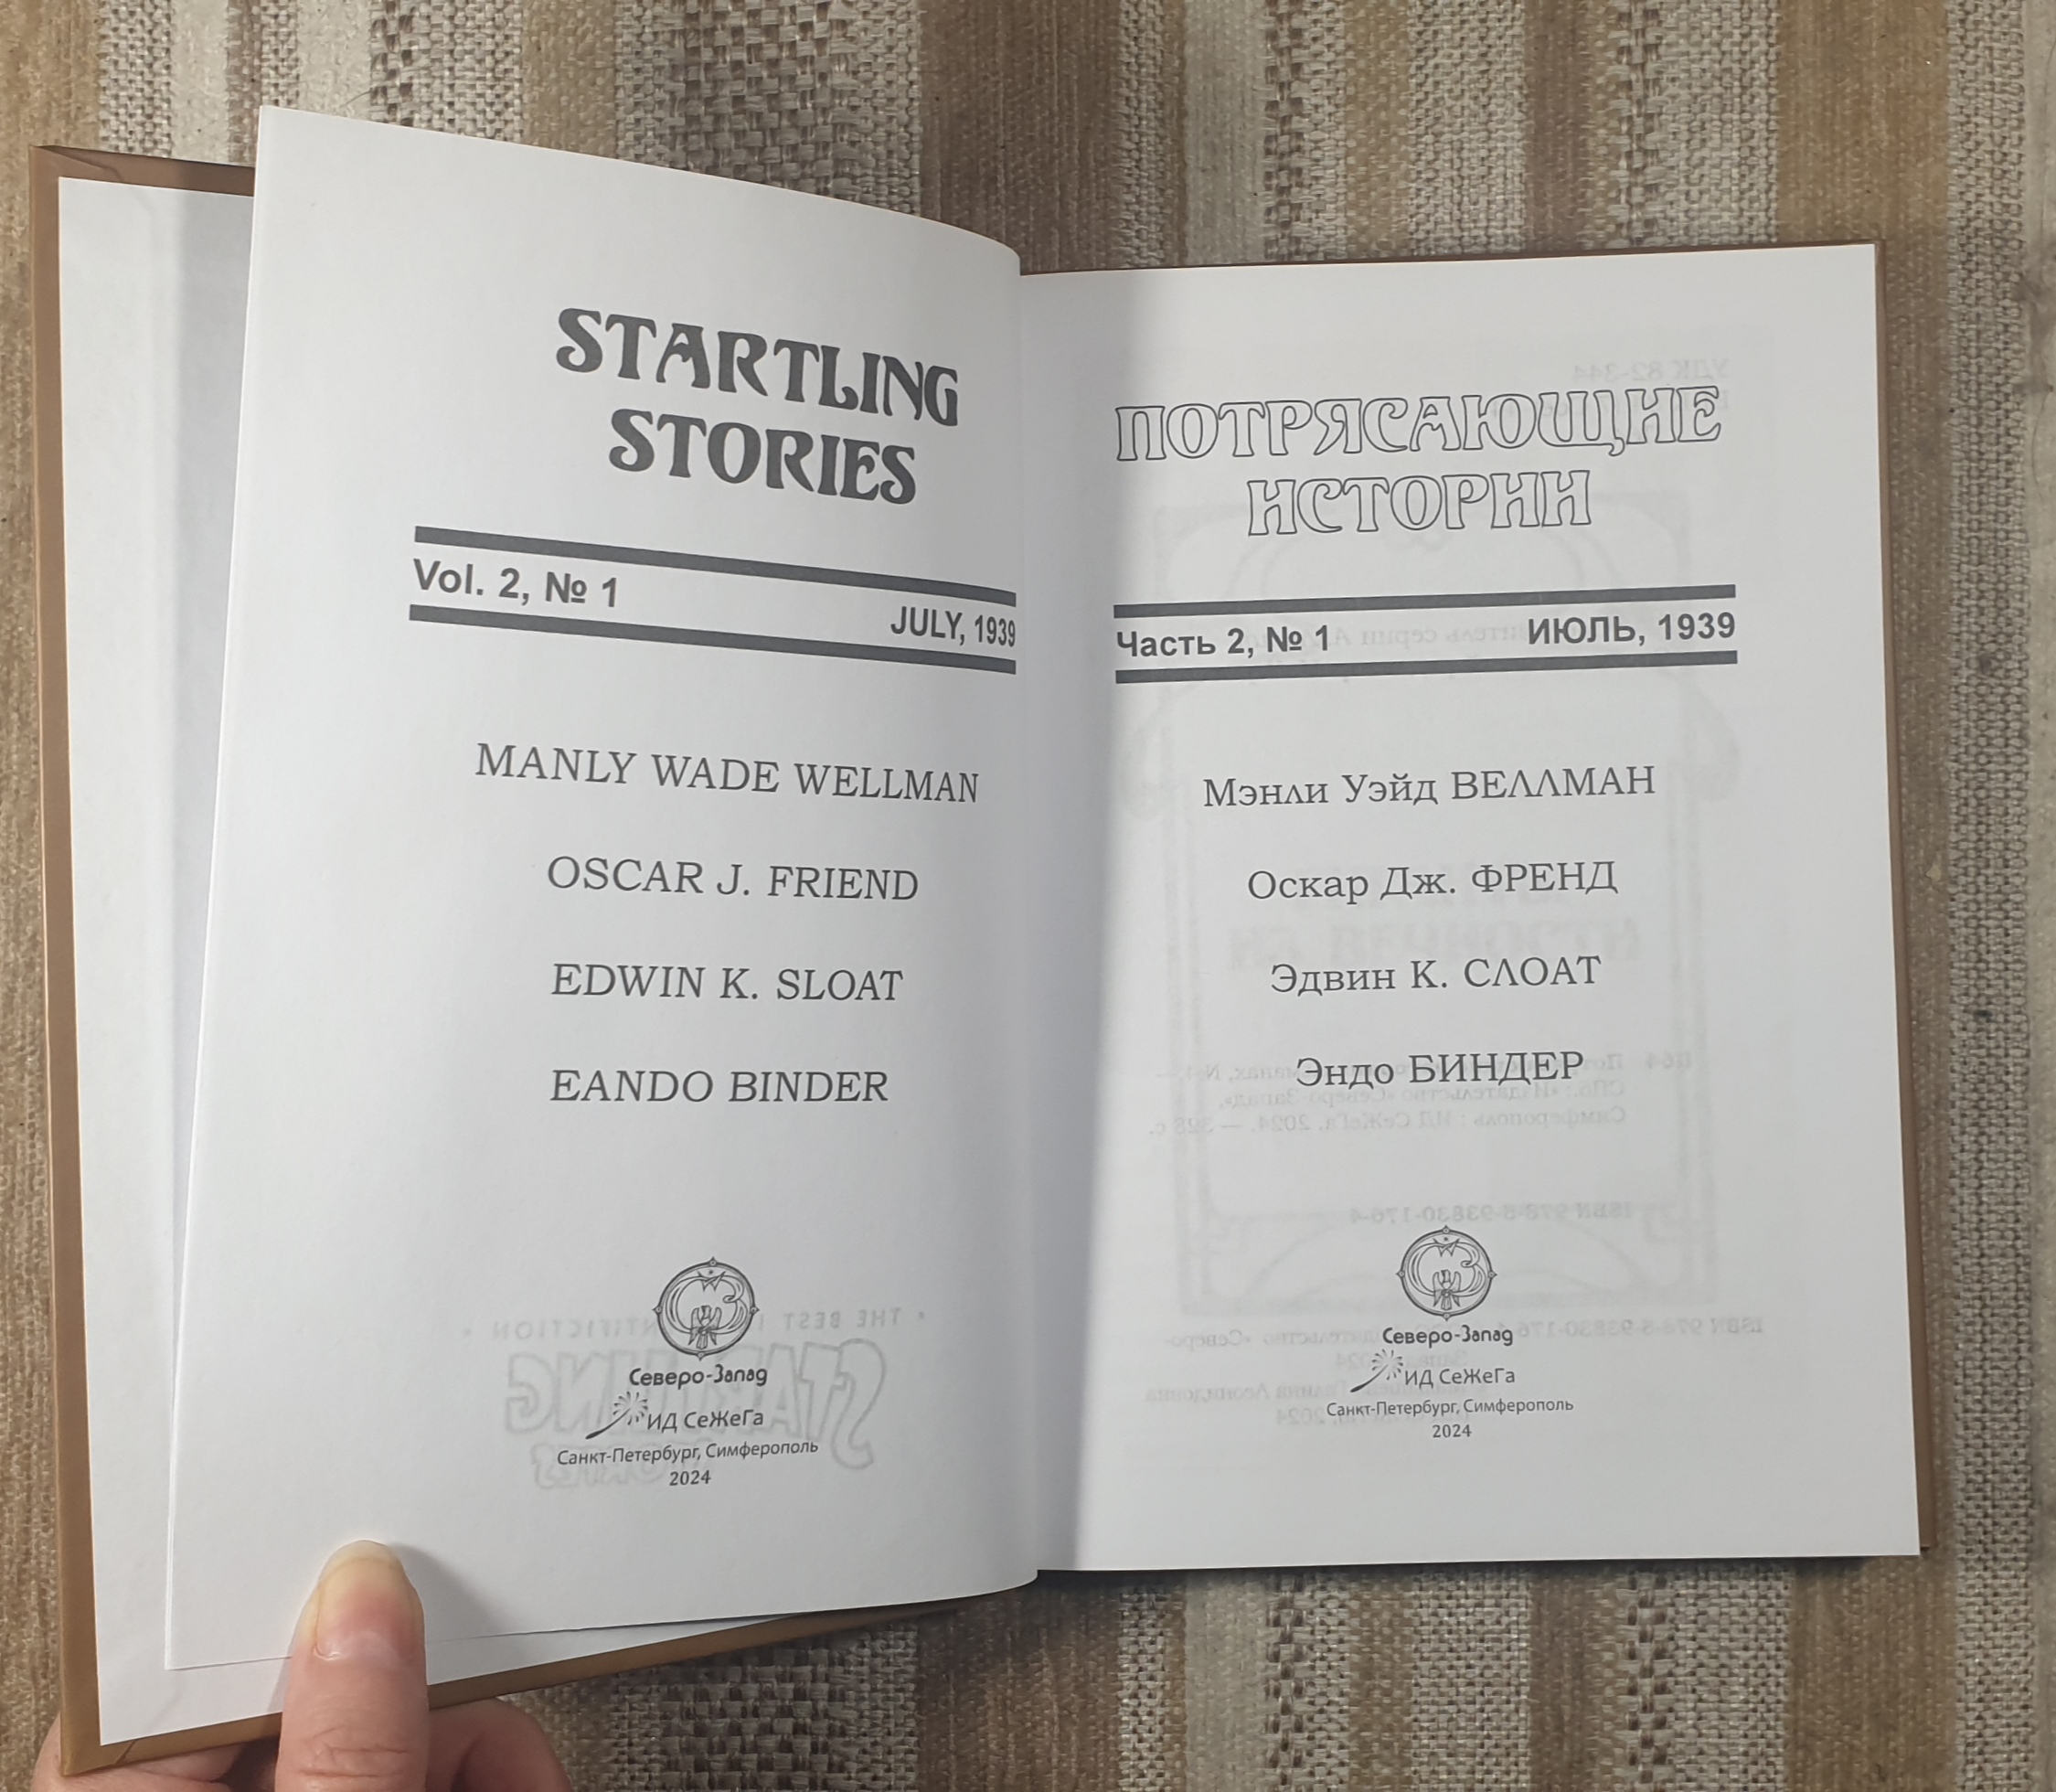 STARTLING
STORIES
Vol. 2, № 1
JULY, 1939
MANLY WADE WELLMAN
OSCAR J. FRIEND
EDWIN K. SLOAT
EANDO BINDER
Северо-Запад
ИД СеЖеГа
Санкт-Петербург, Симферополь
2024
ПОТРЯСАЮЩИЕ
ИСТОРИИ
Часть 2, № 1
ИЮЛЬ, 1939
Мэнли Уэйд ВЕЛЛМАН
Оскар Дж. ФРЕНД
Эдвин К. СЛОАТ
Эндо БИНДЕР
Северо-Запад
ИД СеЖеГа
Санкт-Петербург, Симферополь
2024